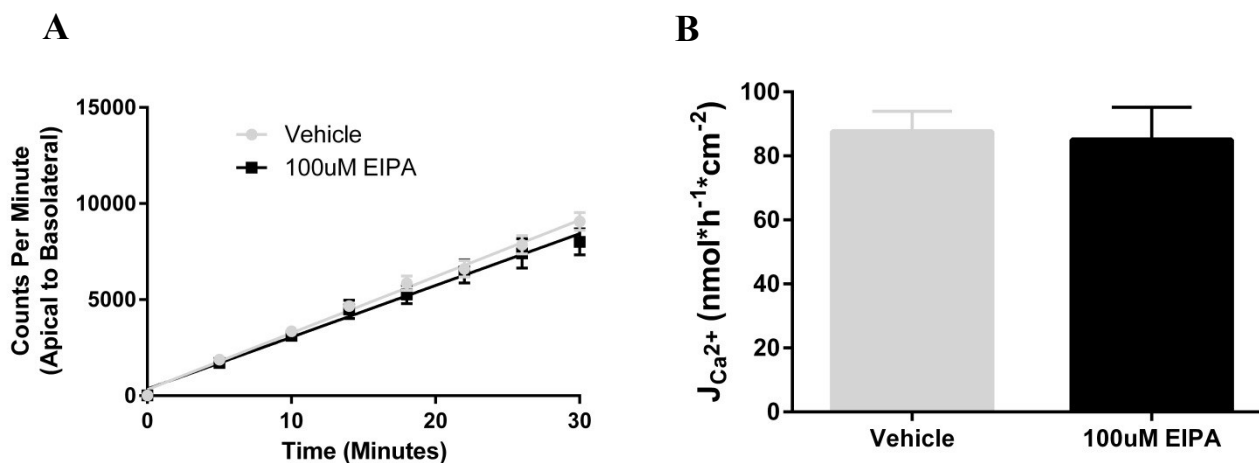 A
Counts Per Minute
(Apical to Basolateral)
15000
10000
5000
0
Vehicle
100uM EIPA
0 10 20 30
Time (Minutes)
B
J_Ca²⁺ (nmol*h⁻¹*cm⁻²)
100
80
60
40
20
0
Vehicle 100uM EIPA